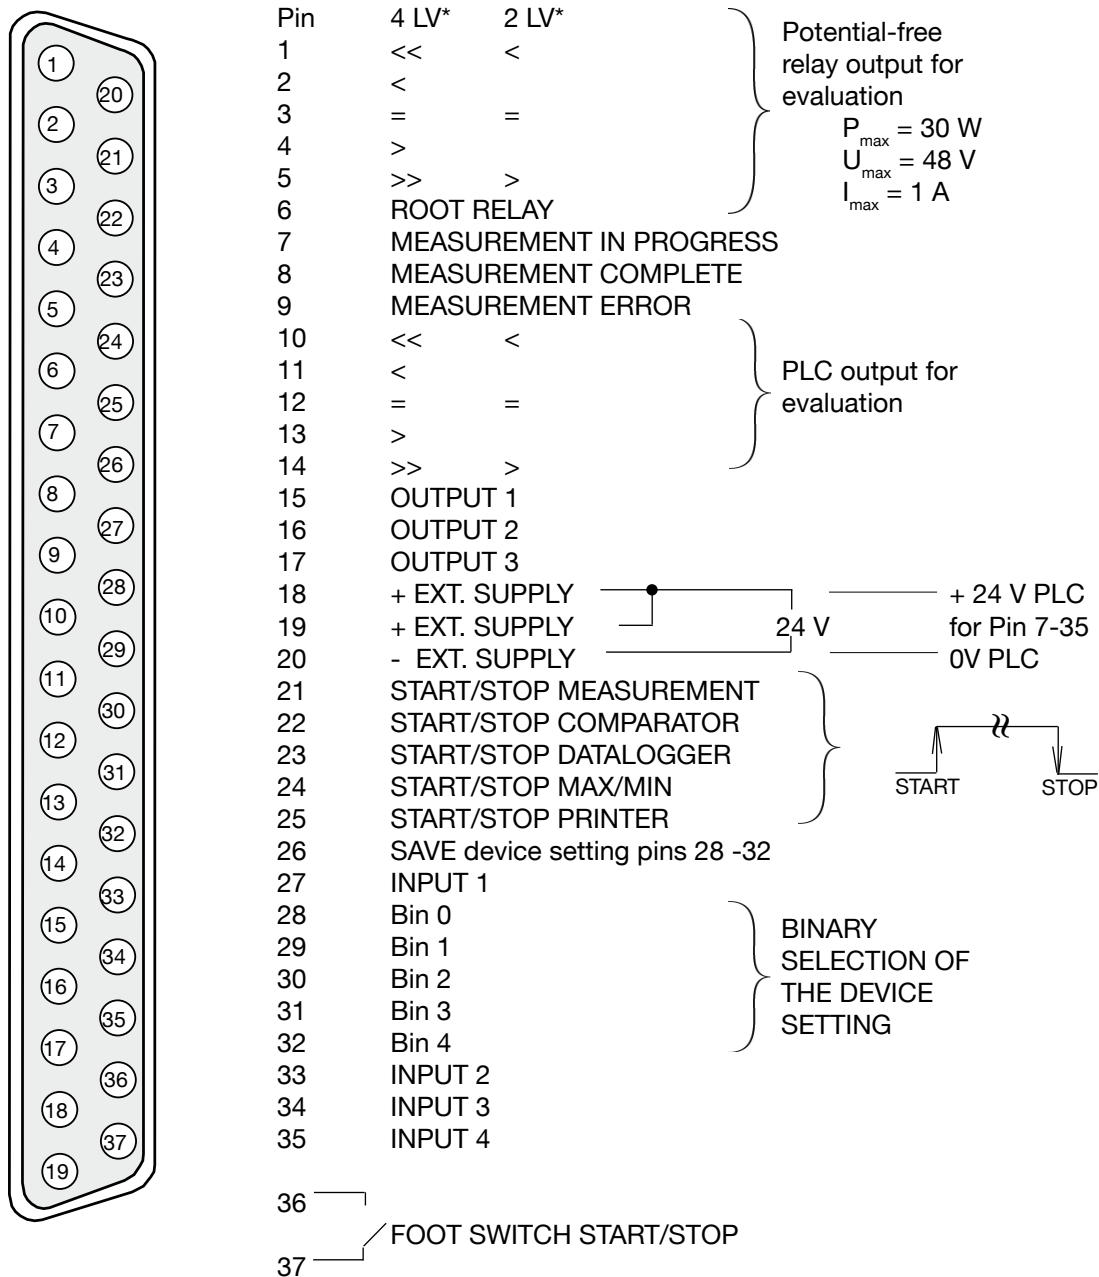 Pin 4 LV* 2 LV*
1 << <
2 <
3 = =
4 >
5 >> >
6 ROOT RELAY
Potential-free
relay output for
evaluation
Pmax = 30 W
Umax = 48 V
Imax = 1 A
7 MEASUREMENT IN PROGRESS
8 MEASUREMENT COMPLETE
9 MEASUREMENT ERROR
10 << <
11 <
12 = =
13 >
14 >> >
PLC output for
evaluation
15 OUTPUT 1
16 OUTPUT 2
17 OUTPUT 3
18 + EXT. SUPPLY + 24 V PLC
19 + EXT. SUPPLY 24 V for Pin 7-35
20 - EXT. SUPPLY 0V PLC
21 START/STOP MEASUREMENT
22 START/STOP COMPARATOR
23 START/STOP DATALOGGER
24 START/STOP MAX/MIN
25 START/STOP PRINTER
START STOP
26 SAVE device setting pins 28 -32
27 INPUT 1
28 Bin 0
29 Bin 1
30 Bin 2
31 Bin 3
32 Bin 4
BINARY
SELECTION OF
THE DEVICE
SETTING
33 INPUT 2
34 INPUT 3
35 INPUT 4
36
FOOT SWITCH START/STOP
37
1
20
2
21
3
22
4
23
5
24
6
25
7
26
8
27
9
28
10
29
11
30
12
31
13
32
14
33
15
34
16
35
17
36
18
37
19